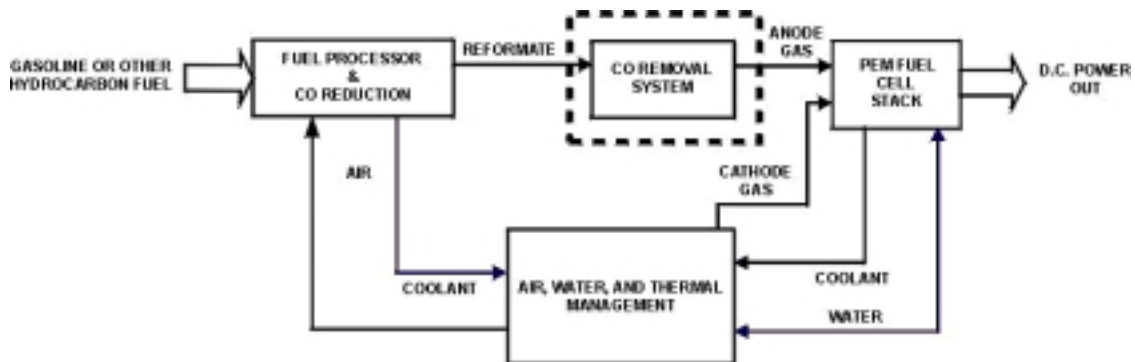 GASOLINE OR OTHER
HYDROCARBON FUEL
FUEL PROCESSOR
&
CO REDUCTION
REFORMATE
CO REMOVAL
SYSTEM
ANODE
GAS
PEM FUEL
CELL
STACK
D.C. POWER
OUT
AIR
CATHODE
GAS
COOLANT
AIR, WATER, AND THERMAL
MANAGEMENT
COOLANT
WATER